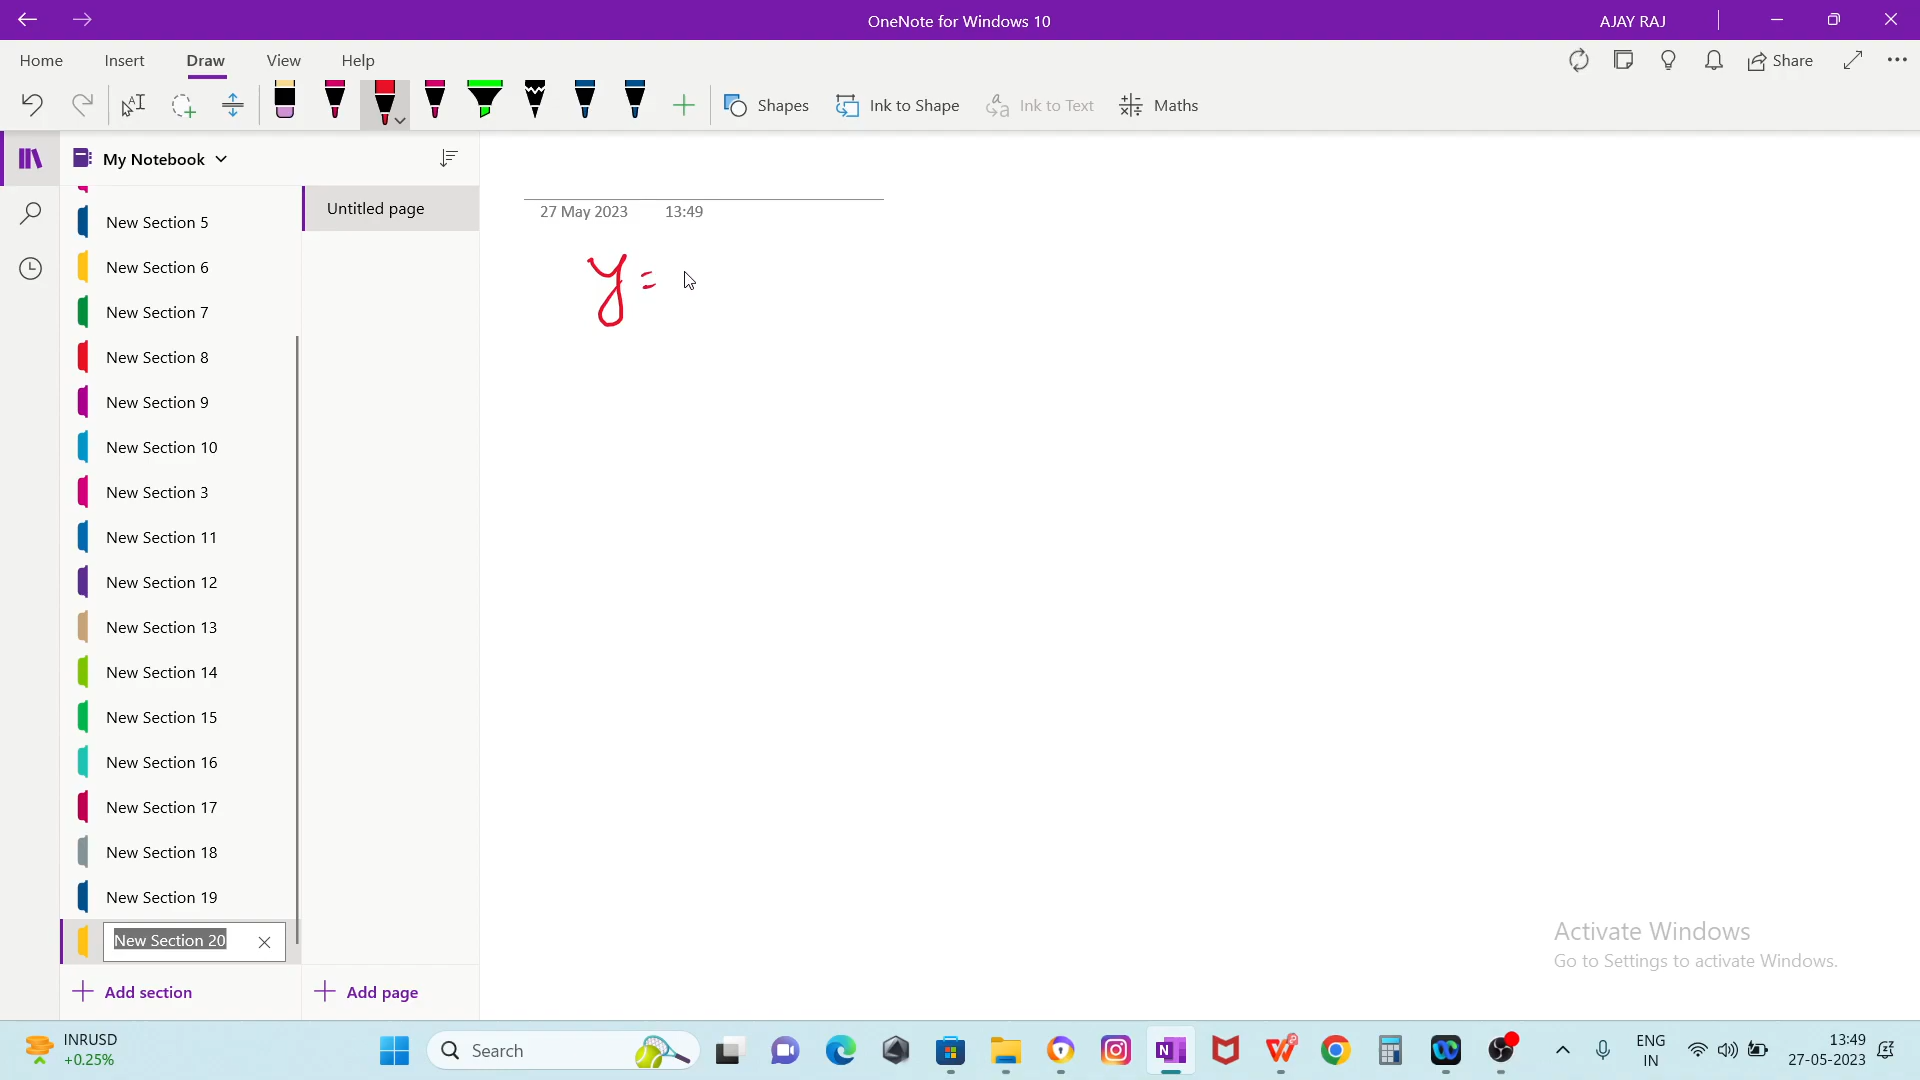 OneNote for Windows 10
AJAY RAJ
Home Insert Draw View Help
Share
Shapes Ink to Shape Ink to Text Maths
My Notebook
Untitled page
27 May 2023 13:49
y =
New Section 5
New Section 6
New Section 7
New Section 8
New Section 9
New Section 10
New Section 3
New Section 11
New Section 12
New Section 13
New Section 14
New Section 15
New Section 16
New Section 17
New Section 18
New Section 19
New Section 20
Add section
Add page
Activate Windows
Go to Settings to activate Windows.
INRUSD
+0.25%
Search
ENG
IN
13:49
27-05-2023